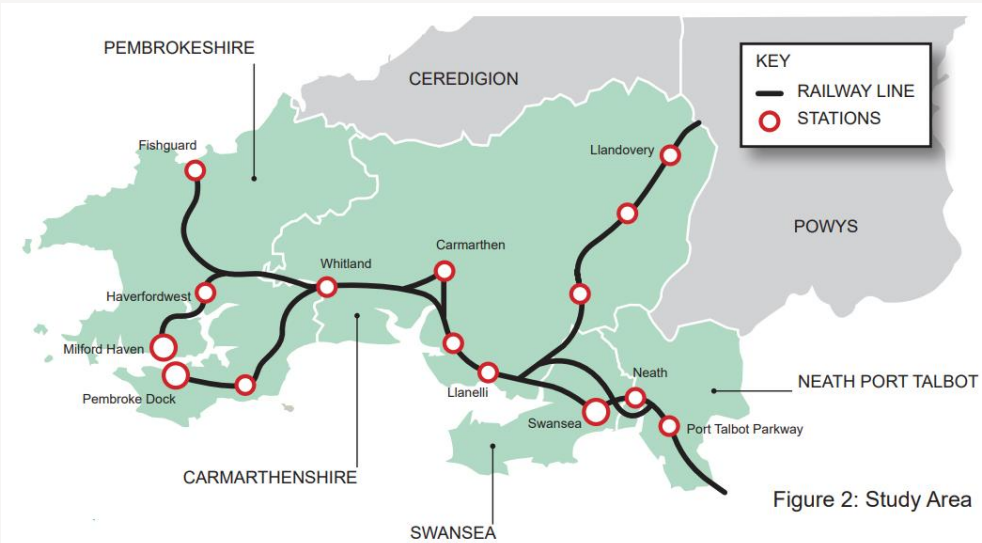 PEMBROKESHIRE
CEREDIGION
KEY
RAILWAY LINE
STATIONS
Fishguard
Llandovery
POWYS
Carmarthen
Whitland
Haverfordwest
Milford Haven
Pembroke Dock
Llanelli
Neath
NEATH PORT TALBOT
Swansea
Port Talbot Parkway
CARMARTHENSHIRE
Figure 2: Study Area
SWANSEA